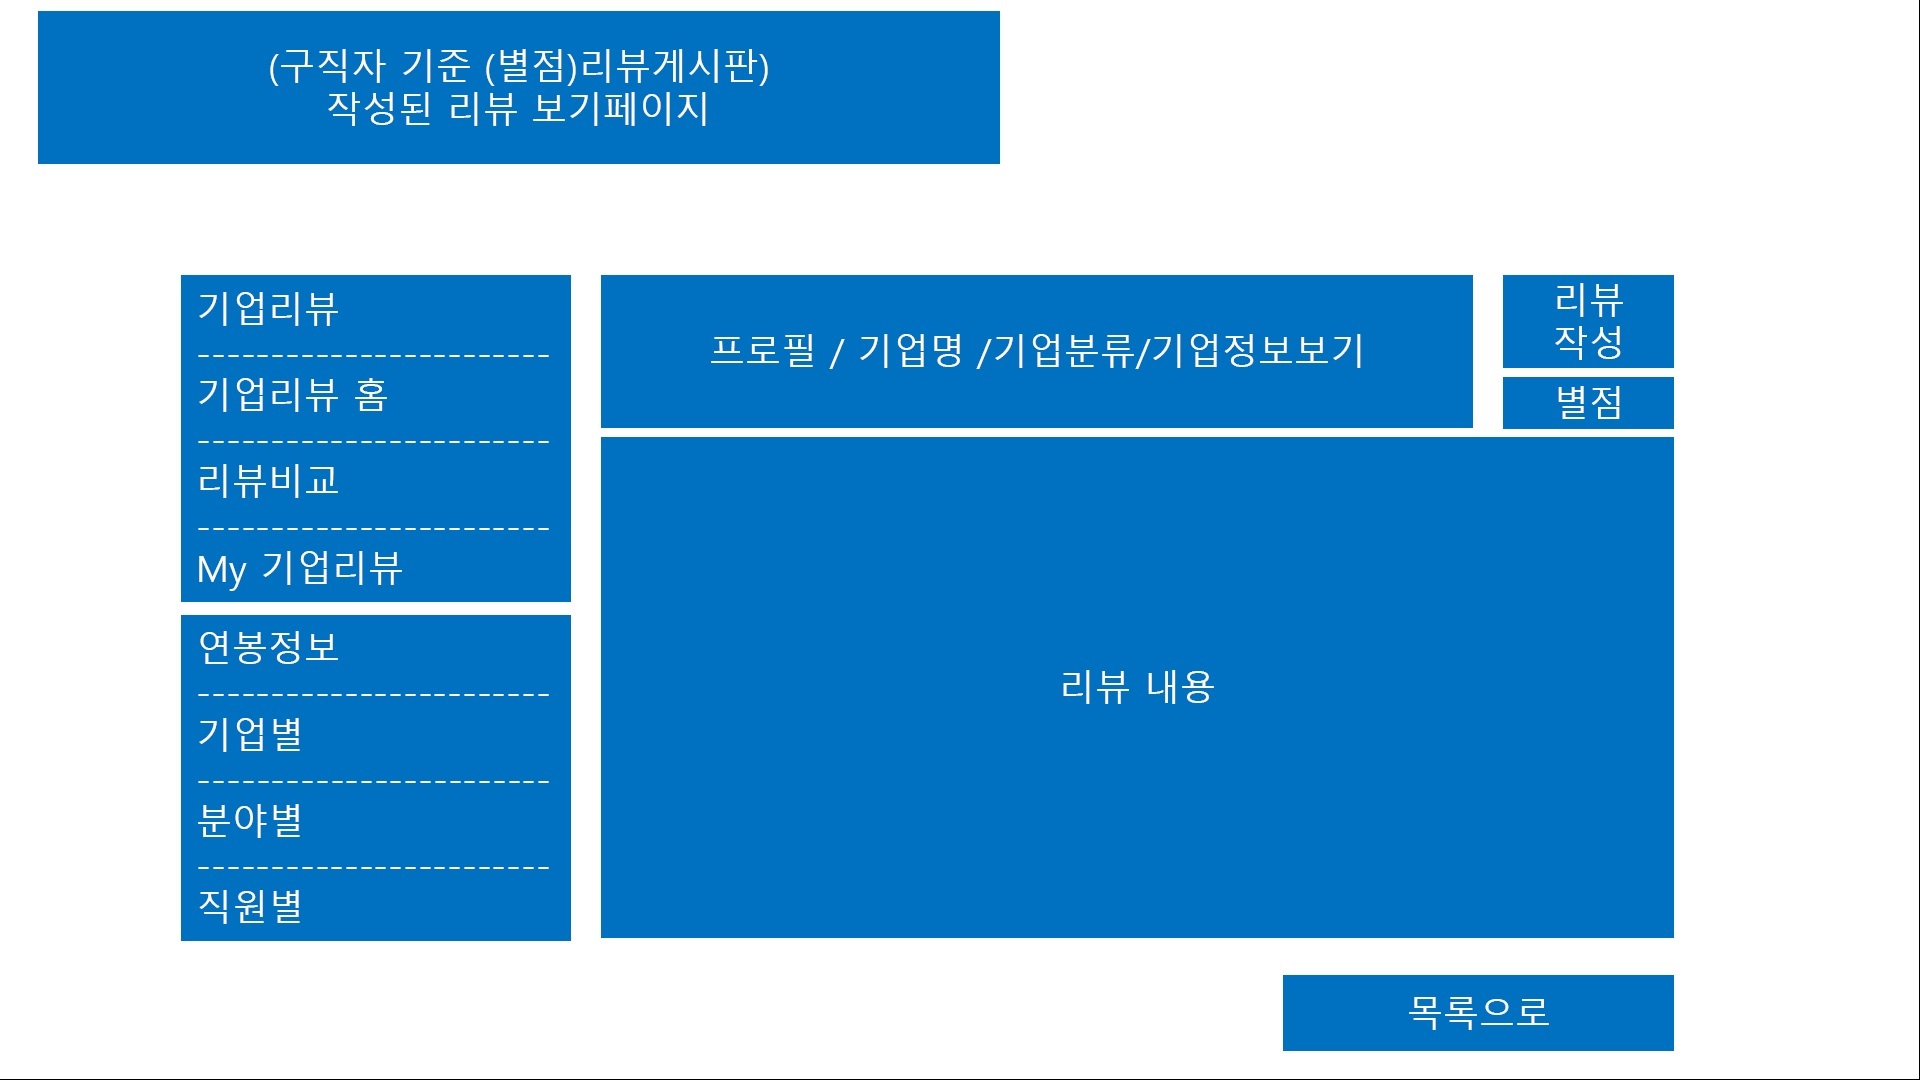 (구직자 기준 (별점)리뷰게시판)
작성된 리뷰 보기페이지
기업리뷰
------------------------
기업리뷰 홈
------------------------
리뷰비교
------------------------
My 기업리뷰
연봉정보
------------------------
기업별
------------------------
분야별
------------------------
직원별
프로필 / 기업명 /기업분류/기업정보보기
리뷰
작성
별점
리뷰 내용
목록으로